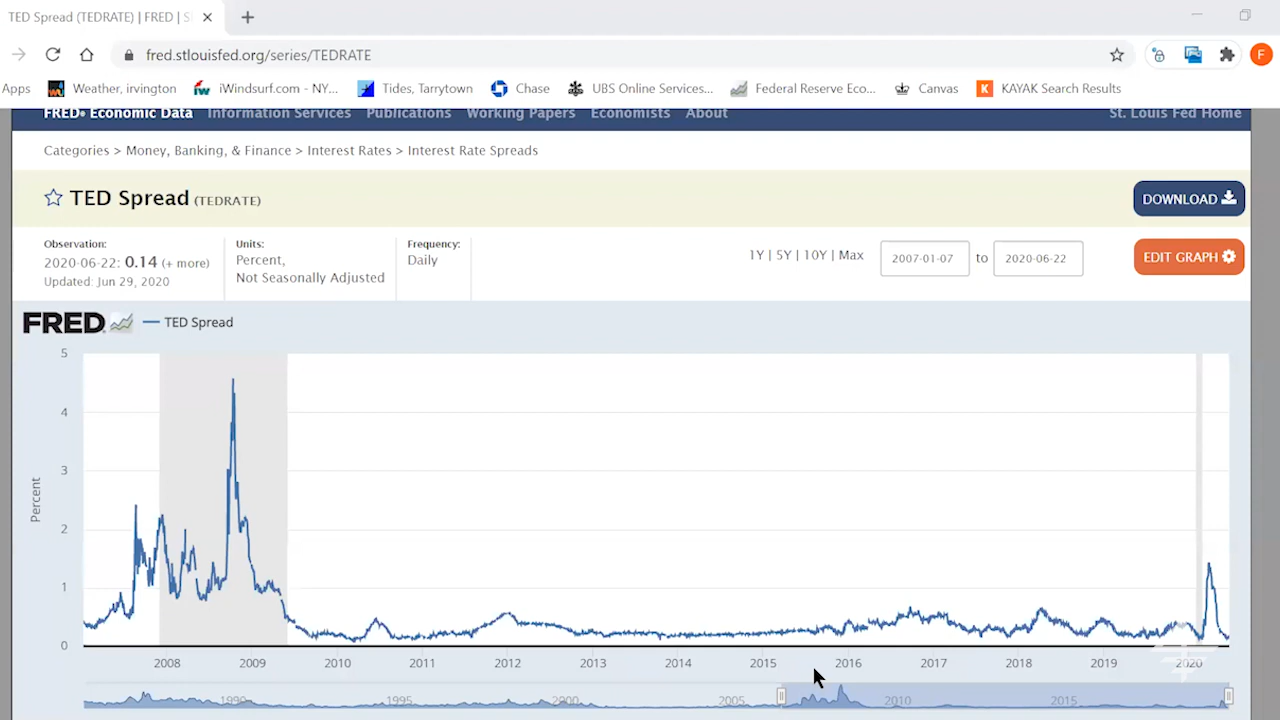 TED Spread (TEDRATE) | FRED | S
fred.stlouisfed.org/series/TEDRATE
F
Apps Weather, irvington iWindsurf.com - NY... Tides, Tarrytown Chase UBS Online Services... Federal Reserve Eco... Canvas K KAYAK Search Results
FRED® Economic Data Information Services Publications Working Papers Economists About St. Louis Fed Home
Categories > Money, Banking, & Finance > Interest Rates > Interest Rate Spreads
TED Spread (TEDRATE) DOWNLOAD
Observation: Units: Frequency:
2020-06-22: 0.14 (+ more) Percent, Daily 1Y | 5Y | 10Y | Max 2007-01-07 to 2020-06-22 EDIT GRAPH
Updated: Jun 29, 2020 Not Seasonally Adjusted
FRED TED Spread
5
4
3
2
1
0
Percent
2008 2009 2010 2011 2012 2013 2014 2015 2016 2017 2018 2019 2020
1990 1995 2000 2005 2010 2015